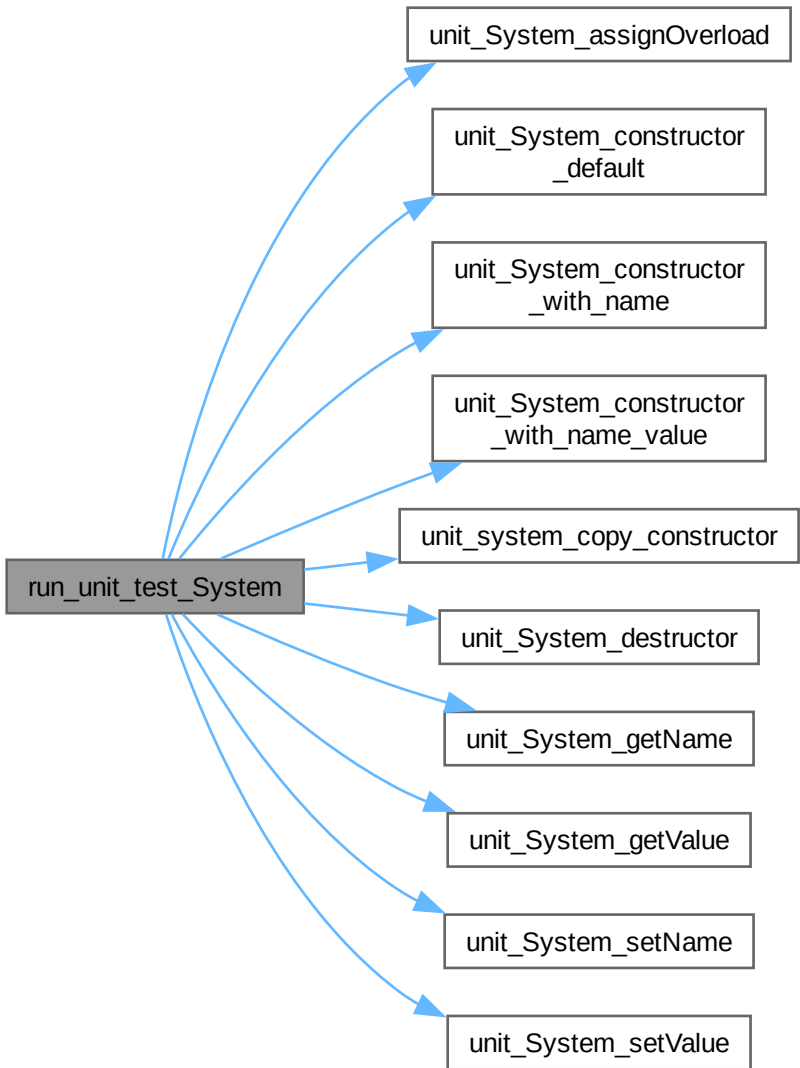 unit_System_assignOverload
unit_System_constructor
_default
unit_System_constructor
_with_name
unit_System_constructor
_with_name_value
unit_system_copy_constructor
run_unit_test_System
unit_System_destructor
unit_System_getName
unit_System_getValue
unit_System_setName
unit_System_setValue